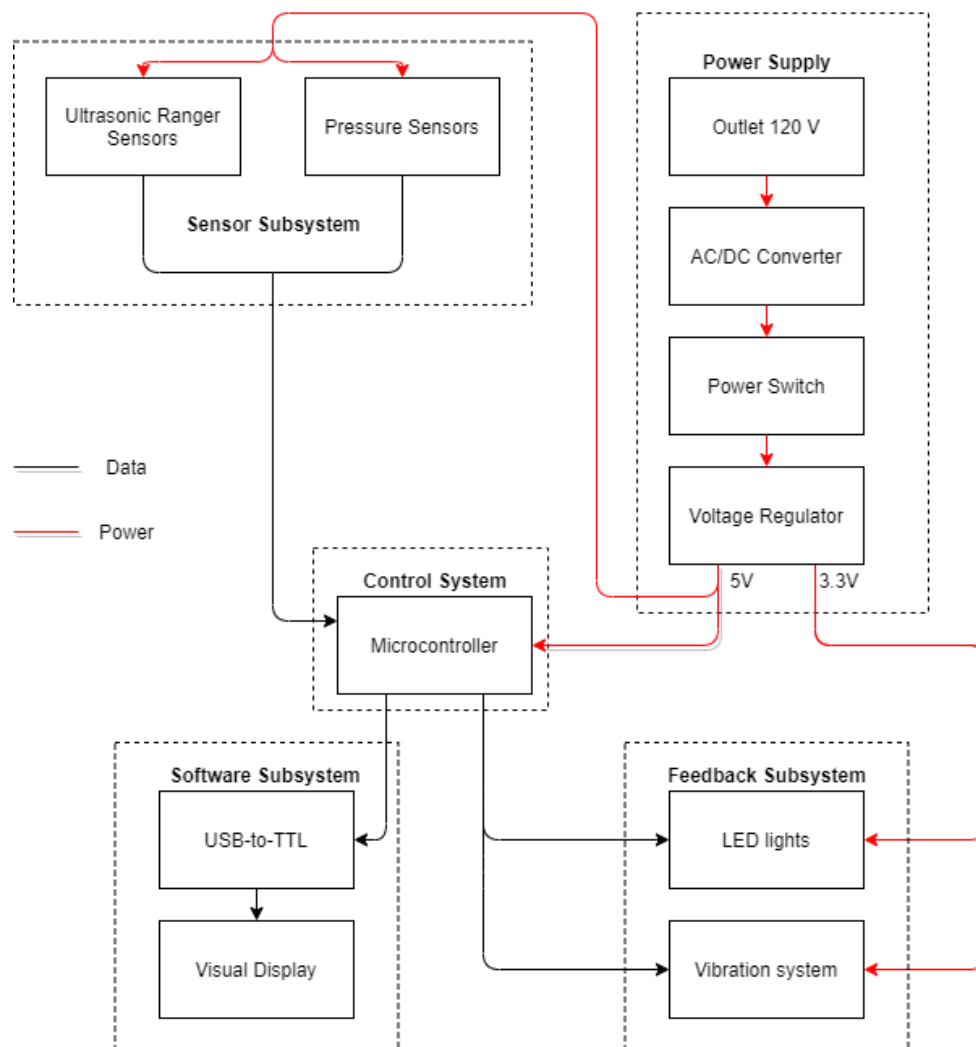 Power Supply
Ultrasonic Ranger
Sensors
Pressure Sensors
Outlet 120 V
Sensor Subsystem
AC/DC Converter
Power Switch
Data
Power
Voltage Regulator
5V
3.3V
Control System
Microcontroller
Software Subsystem
USB-to-TTL
Visual Display
Feedback Subsystem
LED lights
Vibration system